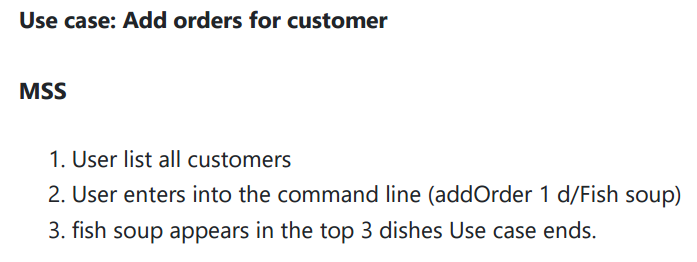 Use case: Add orders for customer
MSS
1. User list all customers
2. User enters into the command line (addOrder 1 d/Fish soup)
3. fish soup appears in the top 3 dishes Use case ends.